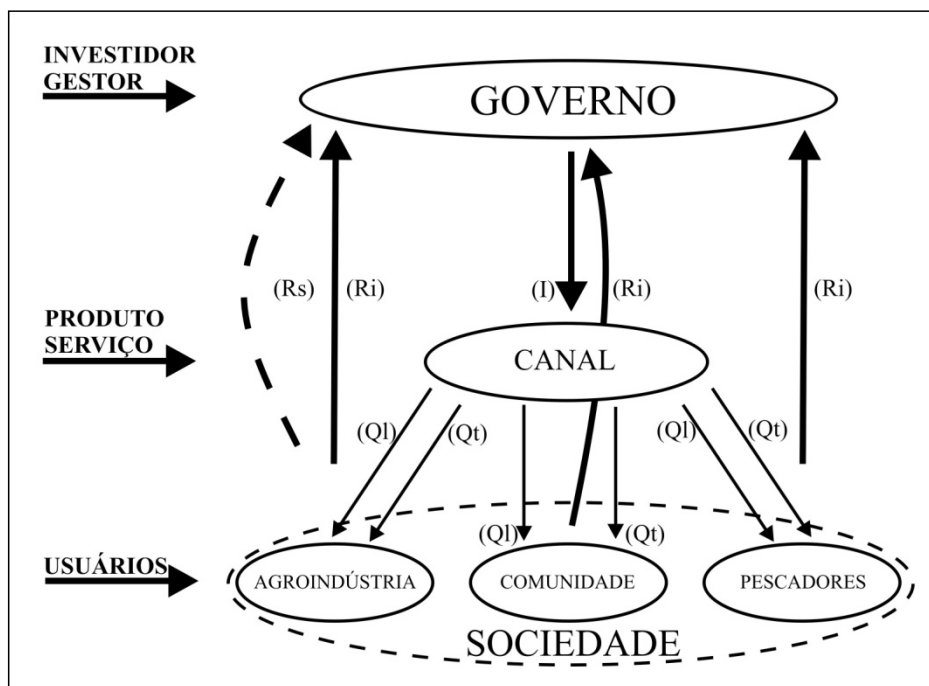 INVESTIDOR
GESTOR
GOVERNO
(Rs)
(Ri)
(I)
(Ri)
(Ri)
PRODUTO
SERVIÇO
CANAL
(Ql)
(Qt)
(Ql)
(Qt)
(Ql)
(Qt)
USUÁRIOS
AGROINDÚSTRIA
COMUNIDADE
PESCADORES
SOCIEDADE